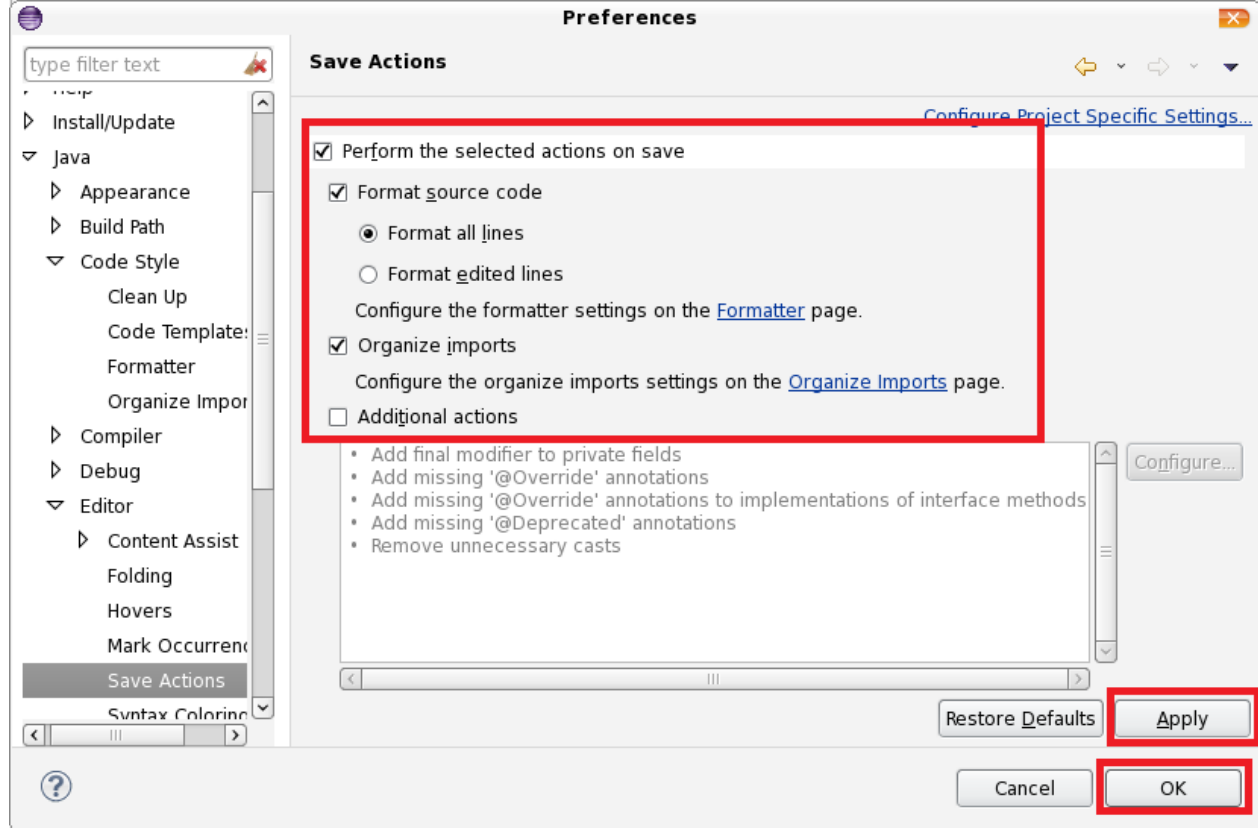 Preferences
type filter text
Help
Install/Update
Java
Appearance
Build Path
Code Style
Clean Up
Code Template
Formatter
Organize Impor
Compiler
Debug
Editor
Content Assist
Folding
Hovers
Mark Occurren
Save Actions
Syntax Coloring
Save Actions
Configure Project Specific Settings...
Perform the selected actions on save
Format source code
Format all lines
Format edited lines
Configure the formatter settings on the Formatter page.
Organize imports
Configure the organize imports settings on the Organize Imports page.
Additional actions
• Add final modifier to private fields
• Add missing '@Override' annotations
• Add missing '@Override' annotations to implementations of interface methods
• Add missing '@Deprecated' annotations
• Remove unnecessary casts
Configure...
Restore Defaults
Apply
?
Cancel
OK